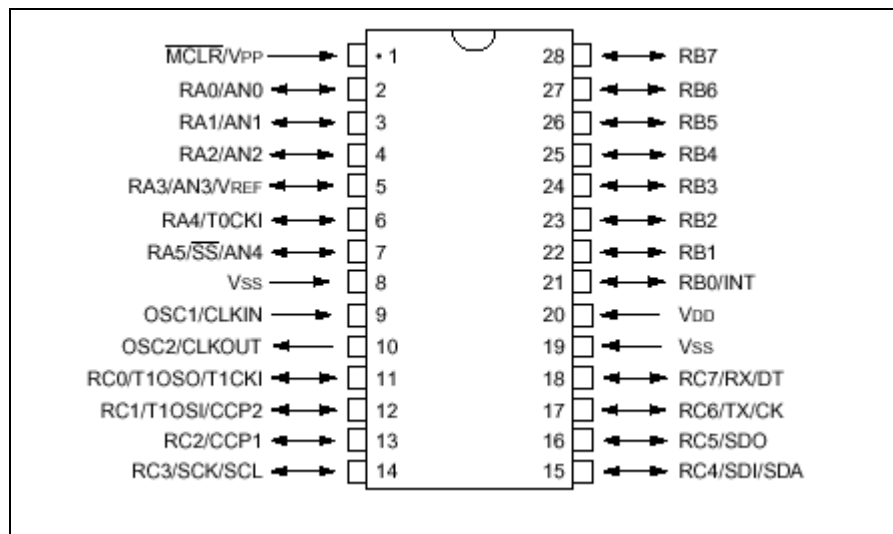 MCLR/VPP • 1 28 RB7
RA0/AN0 2 27 RB6
RA1/AN1 3 26 RB5
RA2/AN2 4 25 RB4
RA3/AN3/VREF 5 24 RB3
RA4/T0CKI 6 23 RB2
RA5/SS/AN4 7 22 RB1
VSS 8 21 RB0/INT
OSC1/CLKIN 9 20 VDD
OSC2/CLKOUT 10 19 VSS
RC0/T1OSO/T1CKI 11 18 RC7/RX/DT
RC1/T1OSI/CCP2 12 17 RC6/TX/CK
RC2/CCP1 13 16 RC5/SDO
RC3/SCK/SCL 14 15 RC4/SDI/SDA